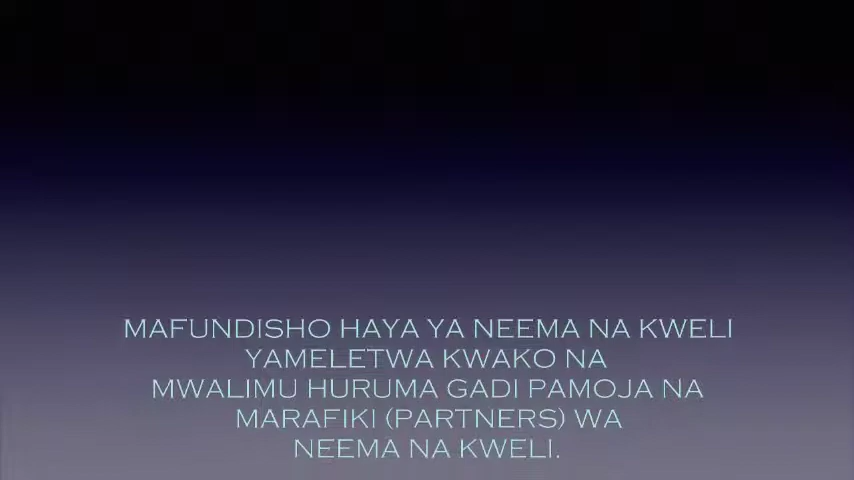 MAFUNDISHO HAYA YA NEEMA NA KWELI
YAMELETWA KWAKO NA
MWALIMU HURUMA GADI PAMOJA NA
MARAFIKI (PARTNERS) WA
NEEMA NA KWELI.